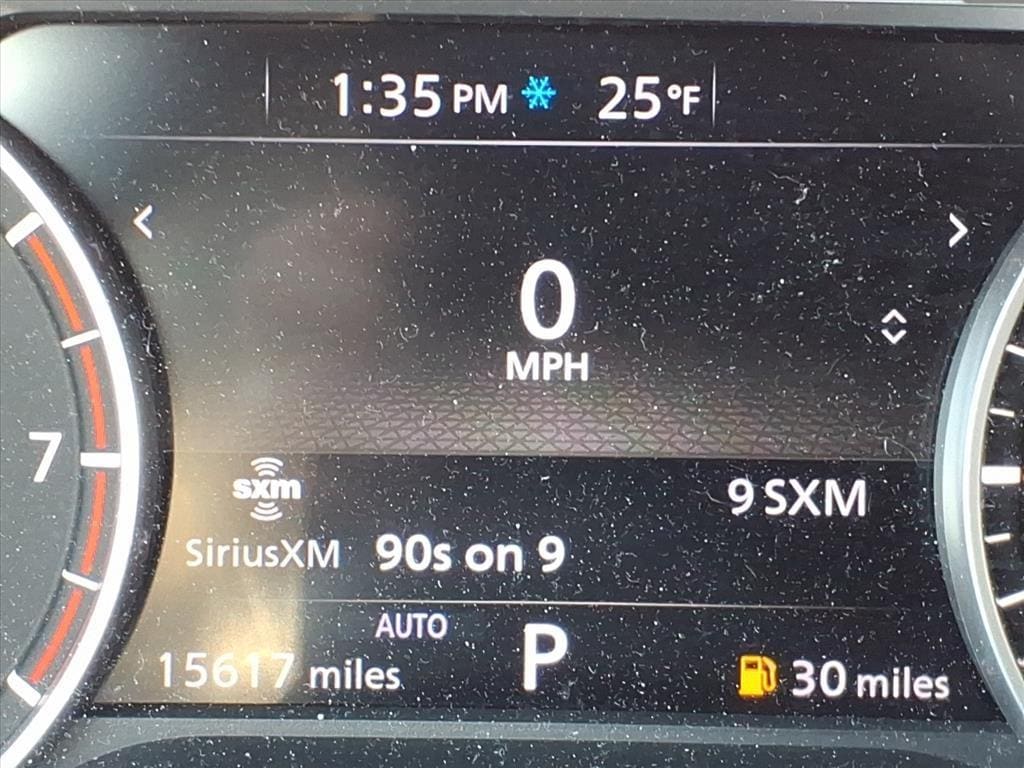 1:35 PM 25°F
0
MPH
7
sxm
9 SXM
SiriusXM 90s on 9
AUTO
P
15617 miles
30 miles